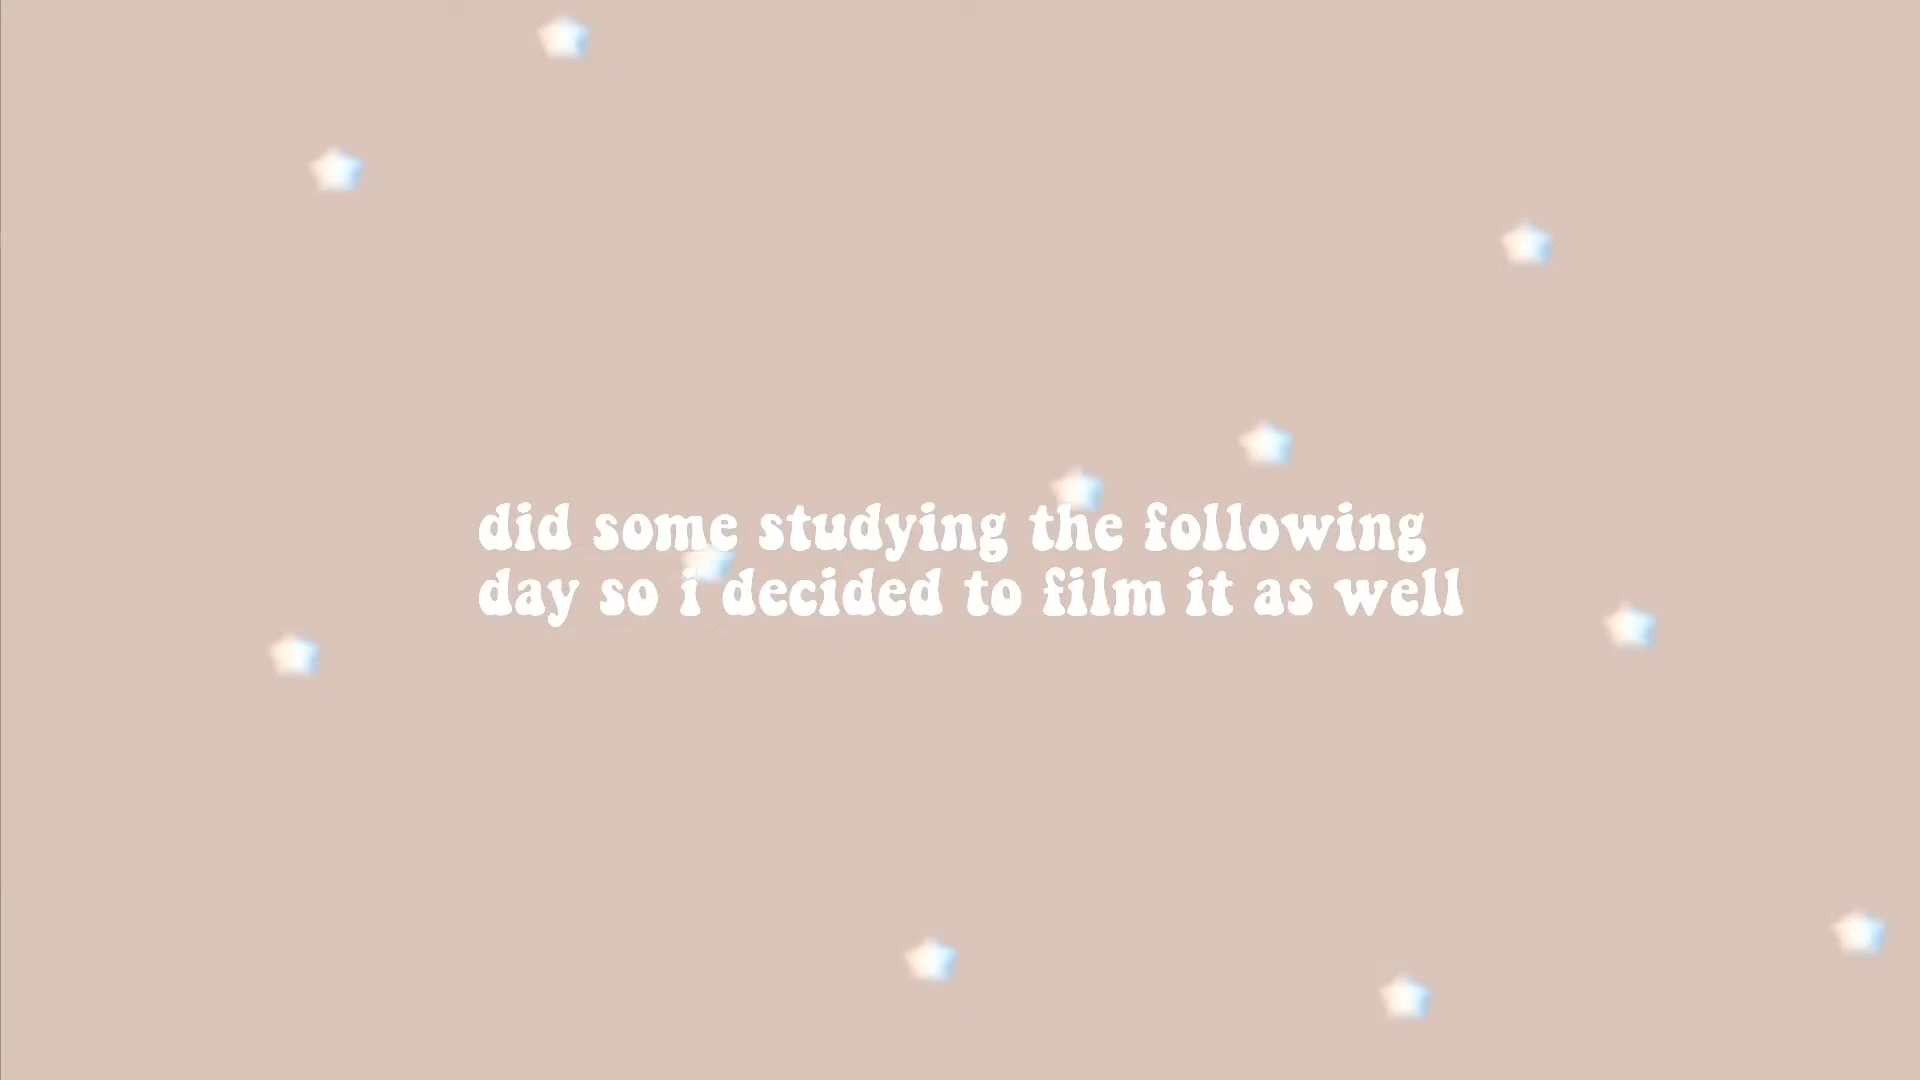 did some studying the following
day so i decided to film it as well